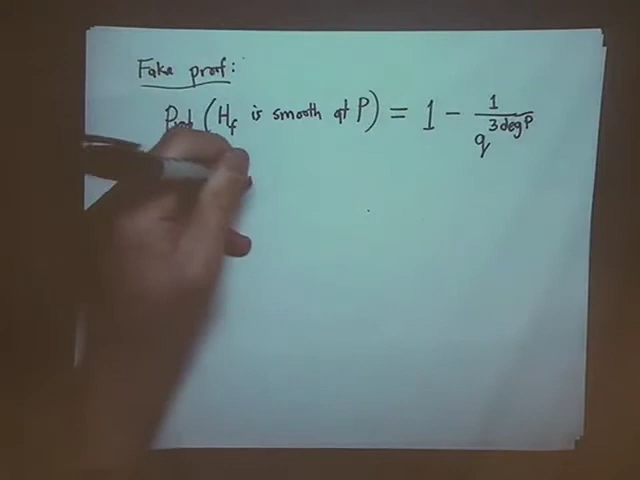 Fake proof:
Prob (H_f is smooth at P) = 1 - 1/q^{3 deg P}